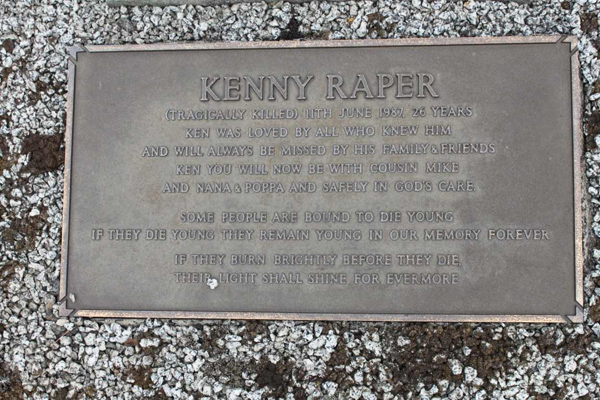 KENNY RAPER
(TRAGICALLY KILLED) 11TH JUNE 1982, 26 YEARS
KEN WAS LOVED BY ALL WHO KNEW HIM
AND WILL ALWAYS BE MISSED BY HIS FAMILY & FRIENDS
KEN YOU WILL NOW BE WITH COUSIN MIKE
AND NANA & POPPA AND SAFELY IN GOD'S CARE.
SOME PEOPLE ARE BOUND TO DIE YOUNG
IF THEY DIE YOUNG THEY REMAIN YOUNG IN OUR MEMORY FOREVER
IF THEY BURN BRIGHTLY BEFORE THEY DIE,
THEIR LIGHT SHALL SHINE FOR EVERMORE